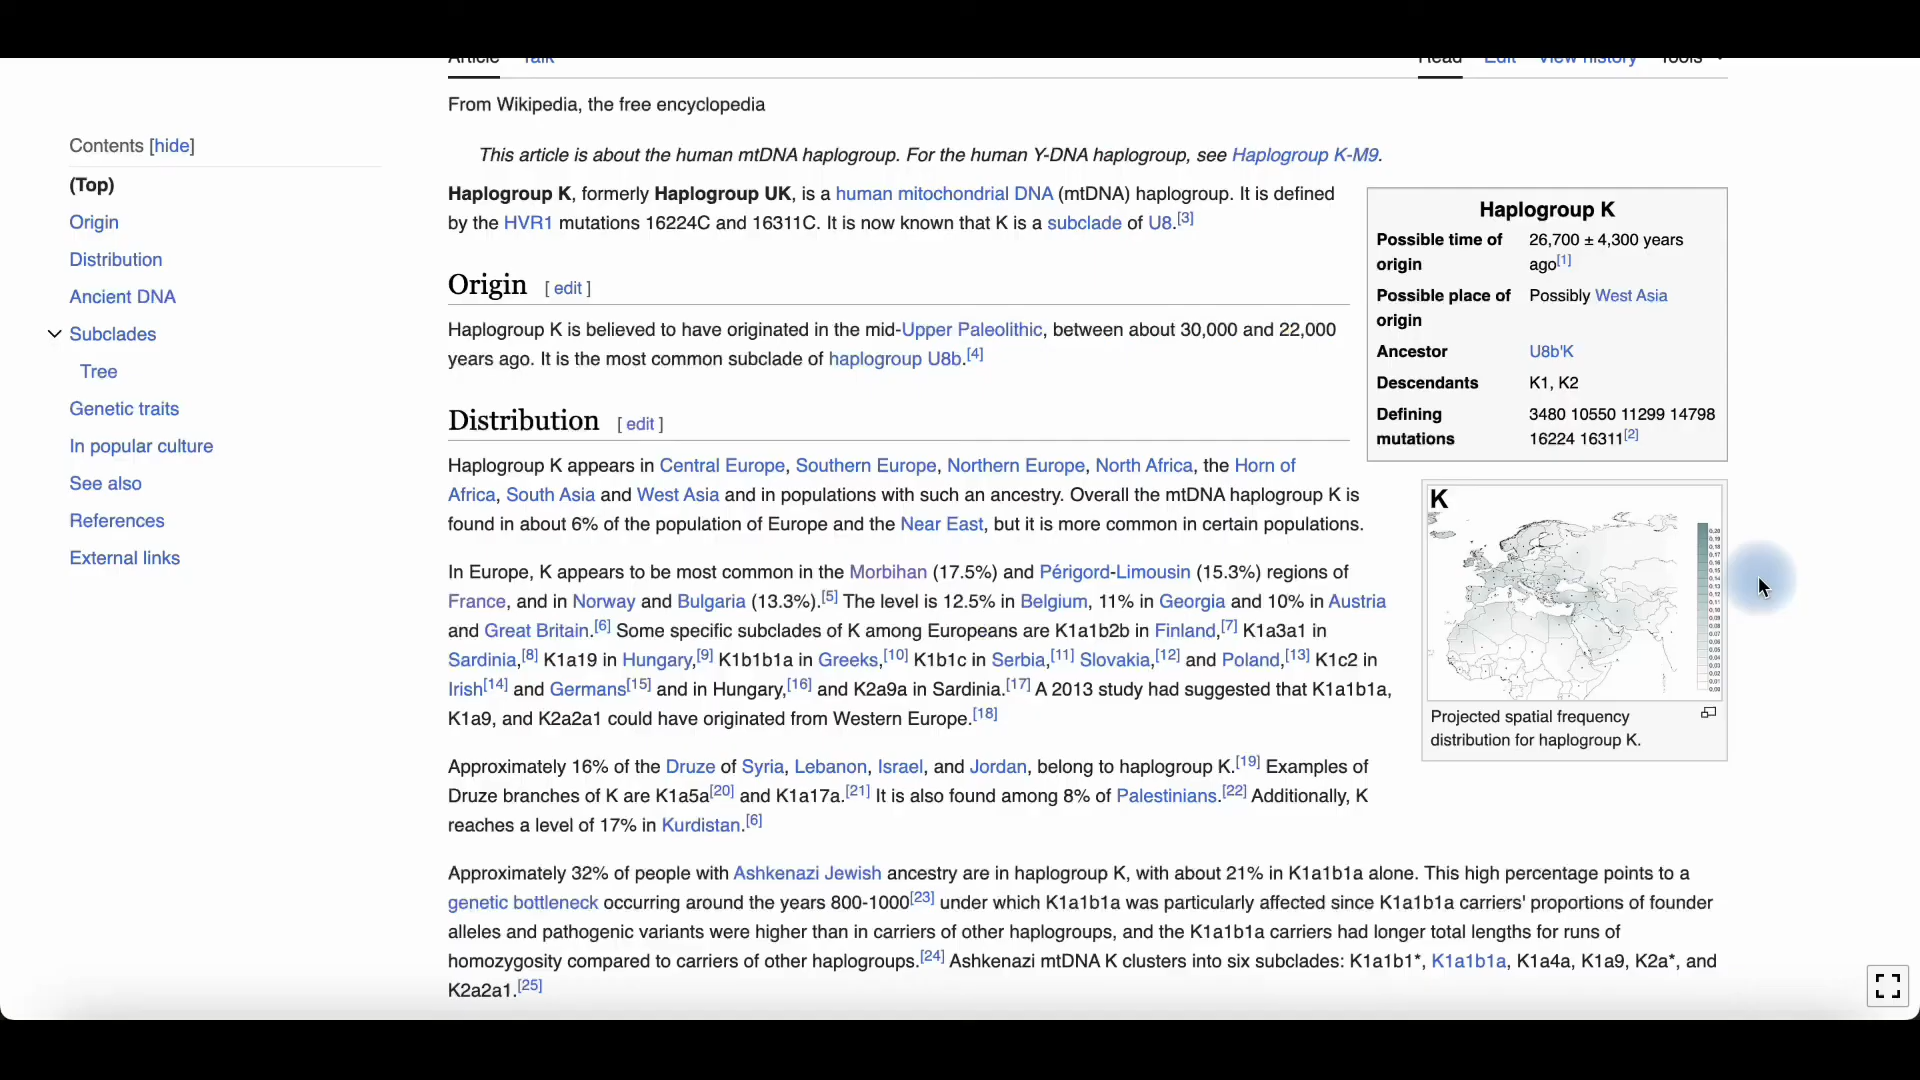 Article Talk
Read Edit View history Tools
From Wikipedia, the free encyclopedia
Contents [hide]
(Top)
Origin
Distribution
Ancient DNA
Subclades
Tree
Genetic traits
In popular culture
See also
References
External links
This article is about the human mtDNA haplogroup. For the human Y-DNA haplogroup, see Haplogroup K-M9.
Haplogroup K, formerly Haplogroup UK, is a human mitochondrial DNA (mtDNA) haplogroup. It is defined
by the HVR1 mutations 16224C and 16311C. It is now known that K is a subclade of U8.[3]
Origin [ edit ]
Haplogroup K is believed to have originated in the mid-Upper Paleolithic, between about 30,000 and 22,000
years ago. It is the most common subclade of haplogroup U8b.[4]
Distribution [ edit ]
Haplogroup K appears in Central Europe, Southern Europe, Northern Europe, North Africa, the Horn of
Africa, South Asia and West Asia and in populations with such an ancestry. Overall the mtDNA haplogroup K is
found in about 6% of the population of Europe and the Near East, but it is more common in certain populations.
In Europe, K appears to be most common in the Morbihan (17.5%) and Périgord-Limousin (15.3%) regions of
France, and in Norway and Bulgaria (13.3%).[5] The level is 12.5% in Belgium, 11% in Georgia and 10% in Austria
and Great Britain.[6] Some specific subclades of K among Europeans are K1a1b2b in Finland,[7] K1a3a1 in
Sardinia,[8] K1a19 in Hungary,[9] K1b1b1a in Greeks,[10] K1b1c in Serbia,[11] Slovakia,[12] and Poland,[13] K1c2 in
Irish[14] and Germans[15] and in Hungary,[16] and K2a9a in Sardinia.[17] A 2013 study had suggested that K1a1b1a,
K1a9, and K2a2a1 could have originated from Western Europe.[18]
Approximately 16% of the Druze of Syria, Lebanon, Israel, and Jordan, belong to haplogroup K.[19] Examples of
Druze branches of K are K1a5a[20] and K1a17a.[21] It is also found among 8% of Palestinians.[22] Additionally, K
reaches a level of 17% in Kurdistan.[6]
Approximately 32% of people with Ashkenazi Jewish ancestry are in haplogroup K, with about 21% in K1a1b1a alone. This high percentage points to a
genetic bottleneck occurring around the years 800-1000[23] under which K1a1b1a was particularly affected since K1a1b1a carriers' proportions of founder
alleles and pathogenic variants were higher than in carriers of other haplogroups, and the K1a1b1a carriers had longer total lengths for runs of
homozygosity compared to carriers of other haplogroups.[24] Ashkenazi mtDNA K clusters into six subclades: K1a1b1*, K1a1b1a, K1a4a, K1a9, K2a*, and
K2a2a1.[25]
Haplogroup K
Possible time of origin 26,700 ± 4,300 years ago[1]
Possible place of origin Possibly West Asia
Ancestor U8b'K
Descendants K1, K2
Defining mutations 3480 10550 11299 14798
16224 16311[2]
K
Projected spatial frequency
distribution for haplogroup K.